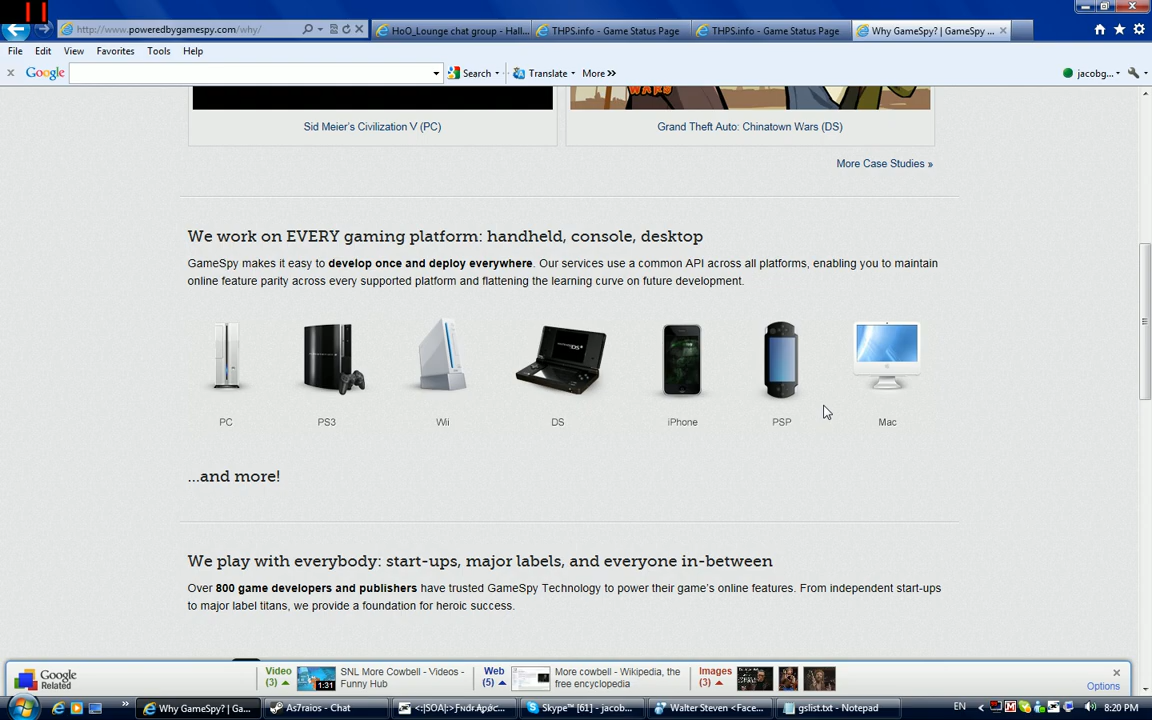 http://www.poweredbygamespy.com/why/
HoO_Lounge chat group - Hall...
THPS.info - Game Status Page
THPS.info - Game Status Page
Why GameSpy? | GameSpy ...
File Edit View Favorites Tools Help
Google
Search
Translate
More »
jacobg...
WARS
Sid Meier's Civilization V (PC)
Grand Theft Auto: Chinatown Wars (DS)
More Case Studies »
We work on EVERY gaming platform: handheld, console, desktop
GameSpy makes it easy to develop once and deploy everywhere. Our services use a common API across all platforms, enabling you to maintain
online feature parity across every supported platform and flattening the learning curve on future development.
PC
PS3
Wii
DS
iPhone
PSP
Mac
...and more!
We play with everybody: start-ups, major labels, and everyone in-between
Over 800 game developers and publishers have trusted GameSpy Technology to power their game's online features. From independent start-ups
to major label titans, we provide a foundation for heroic success.
Google
Related
Video
(3)
1:31
SNL More Cowbell - Videos -
Funny Hub
Web
(5)
More cowbell - Wikipedia, the
free encyclopedia
Images
(3)
Options
Why GameSpy? | Ga...
As7raios - Chat
Skype™ [61] - jacob...
Walter Steven <Face...
gslist.txt - Notepad
EN
8:20 PM